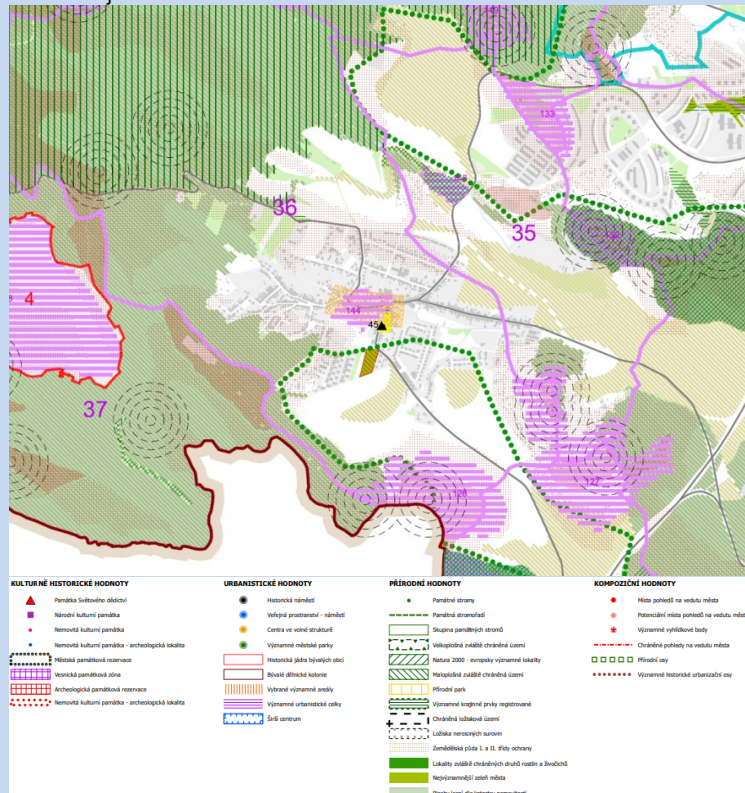 133
36
35
4
144
45
37
128
127
KULTURNĚ HISTORICKÉ HODNOTY
Památka Světového dědictví
Národní kulturní památka
Nemovitá kulturní památka
Nemovitá kulturní památka - archeologická lokalita
Městská památková rezervace
Vesnická památková zóna
Archeologická památková rezervace
Nemovitá kulturní památka - archeologická lokalita
URBANISTICKÉ HODNOTY
Historická náměstí
Veřejná prostranství - náměstí
Centra ve volné struktuře
Významné městské parky
Historická jádra bývalých obcí
Bývalé dělnické kolonie
Vybrané významné areály
Významné urbanistické celky
Širší centrum
PŘÍRODNÍ HODNOTY
Památné stromy
Památná stromořadí
Skupina památných stromů
Velkoplošná zvláště chráněná území
Natura 2000 - evropsky významné lokality
Maloplošná zvláště chráněná území
Přírodní park
Významné krajinné prvky registrované
Chráněná ložisková území
Ložiska nerostných surovin
Zemědělská půda I. a II. třídy ochrany
Lokality zvláště chráněných druhů rostlin a živočichů
Nejvýznamnější zeleň města
KOMPOZIČNÍ HODNOTY
Místa pohledů na vedutu města
Potenciální místa pohledů na vedutu měst
Významné vyhlídkové body
Chráněné pohledy na vedutu města
Přírodní osy
Významné historické urbanizační osy